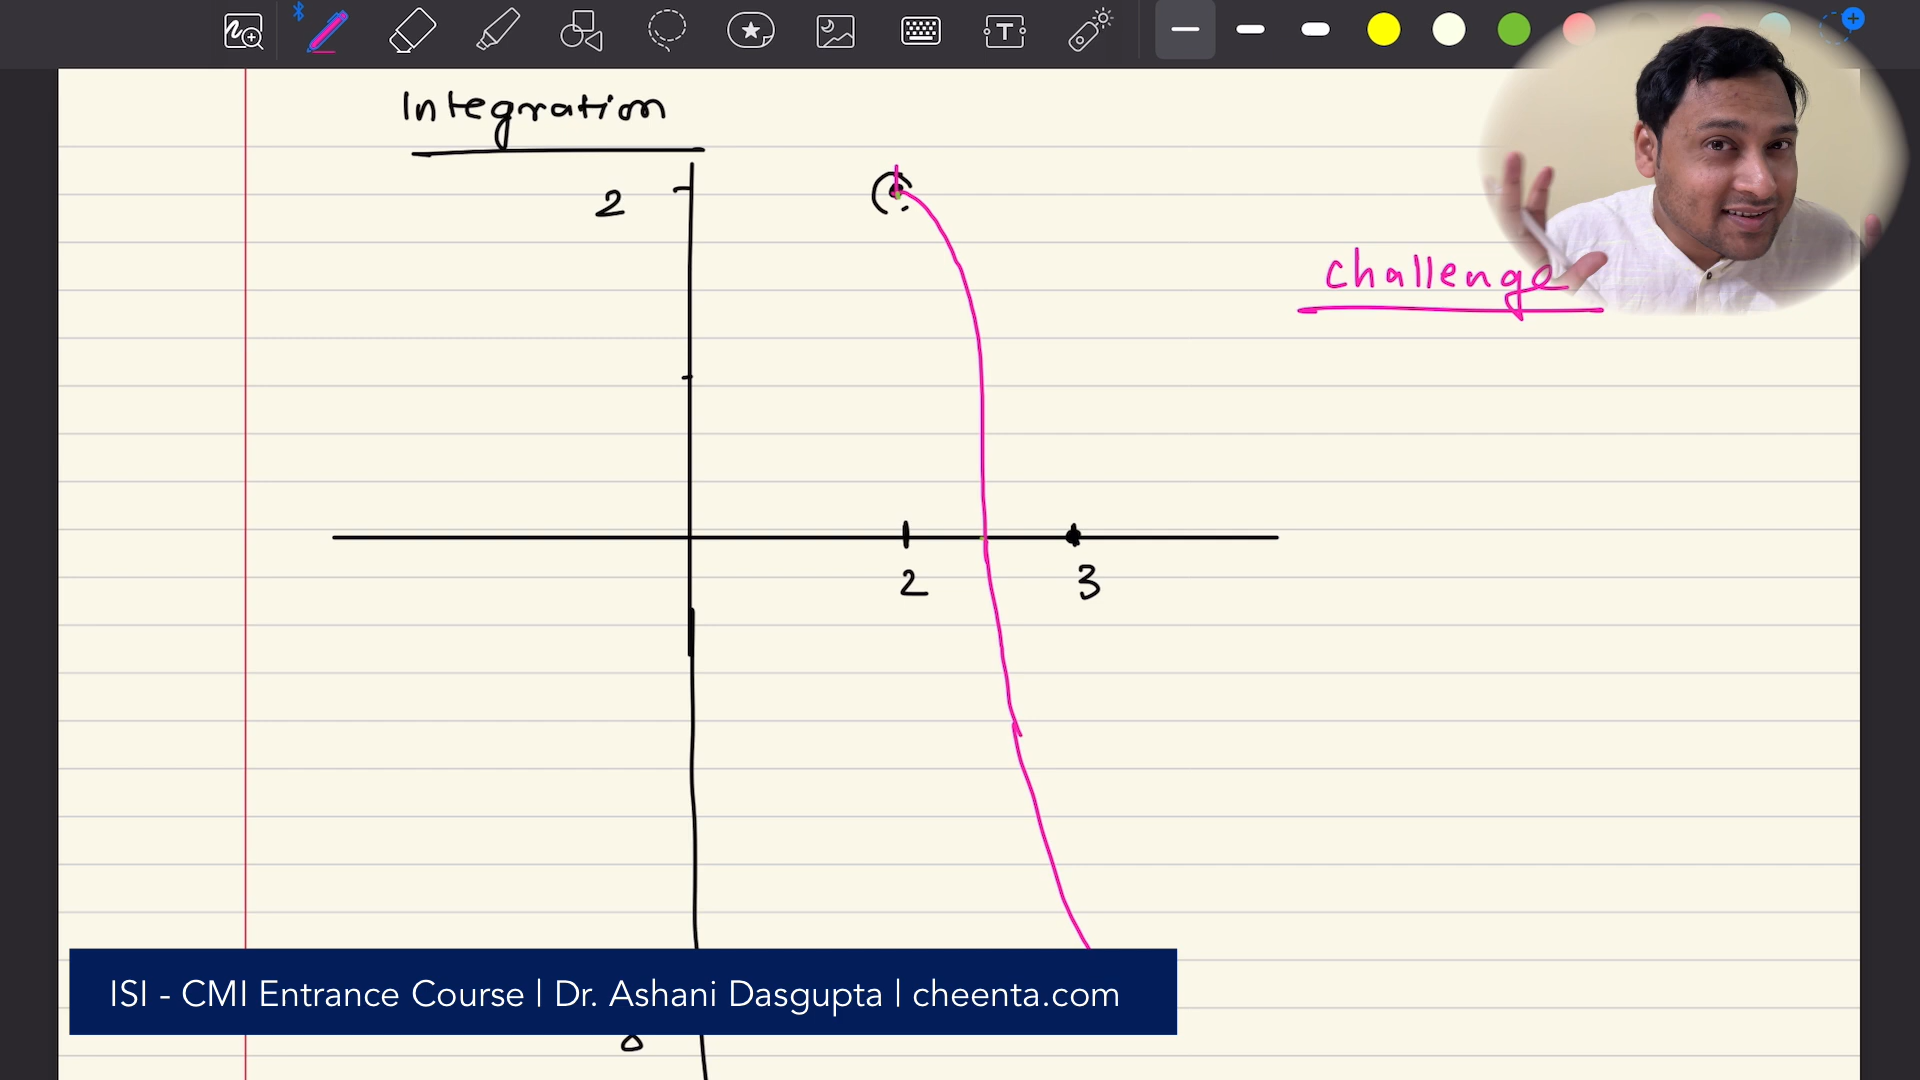 Integration
2
Challenge
2
3
ISI - CMI Entrance Course | Dr. Ashani Dasgupta | cheenta.com